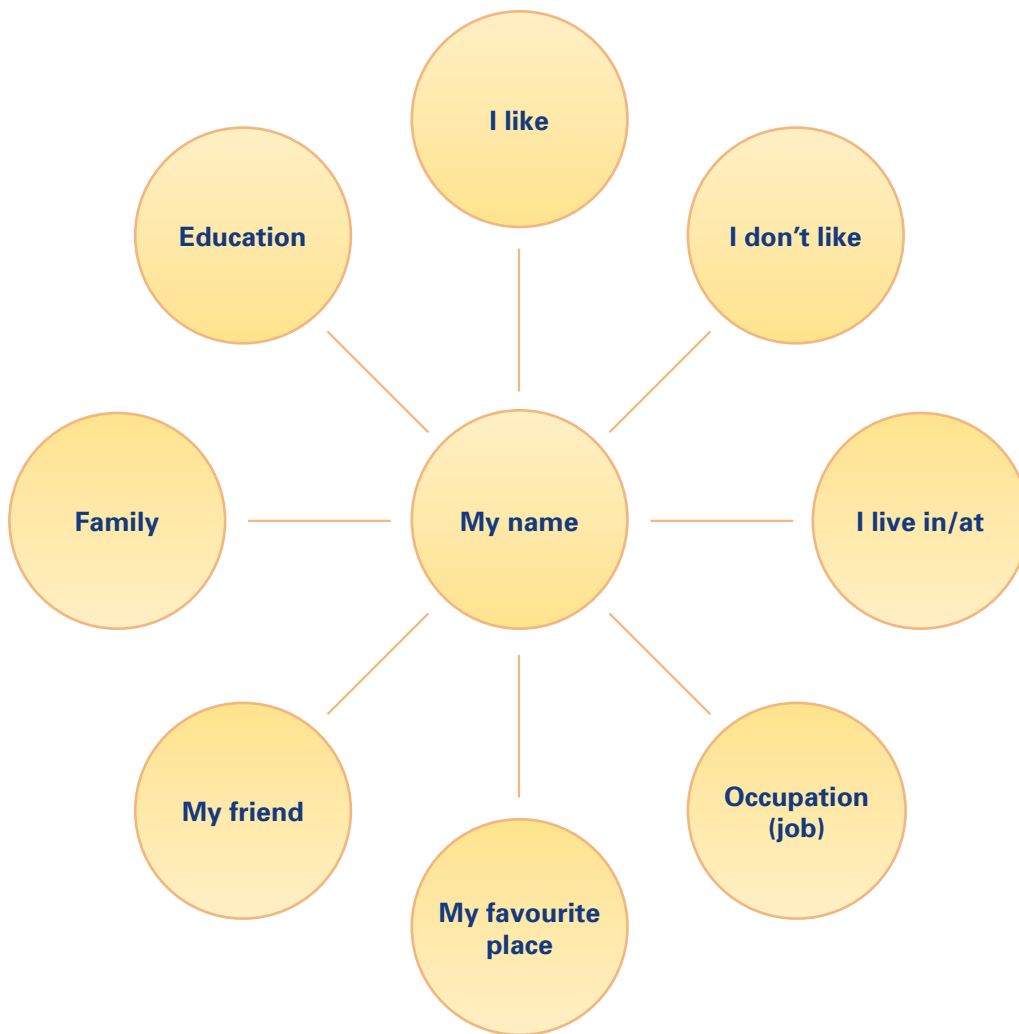 I like
Education
I don’t like
Family
My name
I live in/at
My friend
Occupation
(job)
My favourite
place